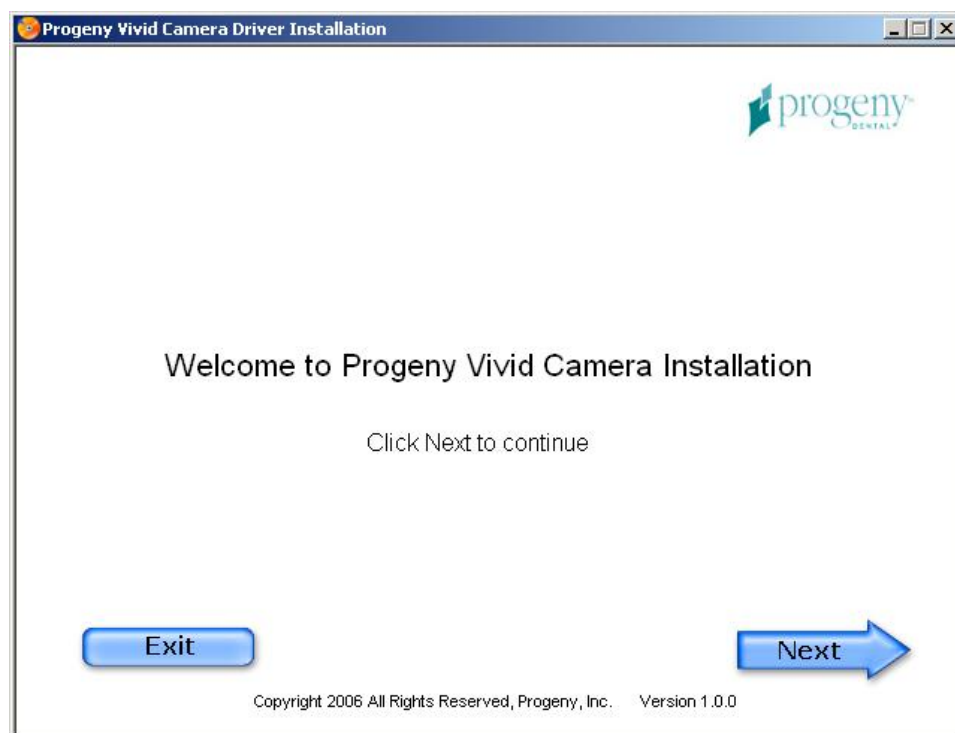 Progeny Vivid Camera Driver Installation
progeny™
DENTAL
Welcome to Progeny Vivid Camera Installation
Click Next to continue
Exit
Next
Copyright 2006 All Rights Reserved, Progeny, Inc. Version 1.0.0